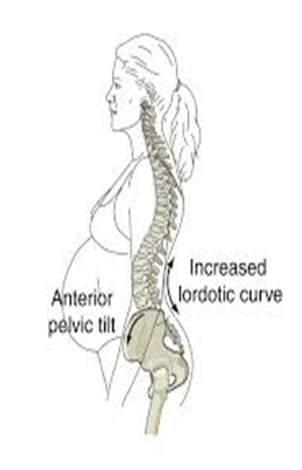 Increased
lordotic curve
Anterior
pelvic tilt